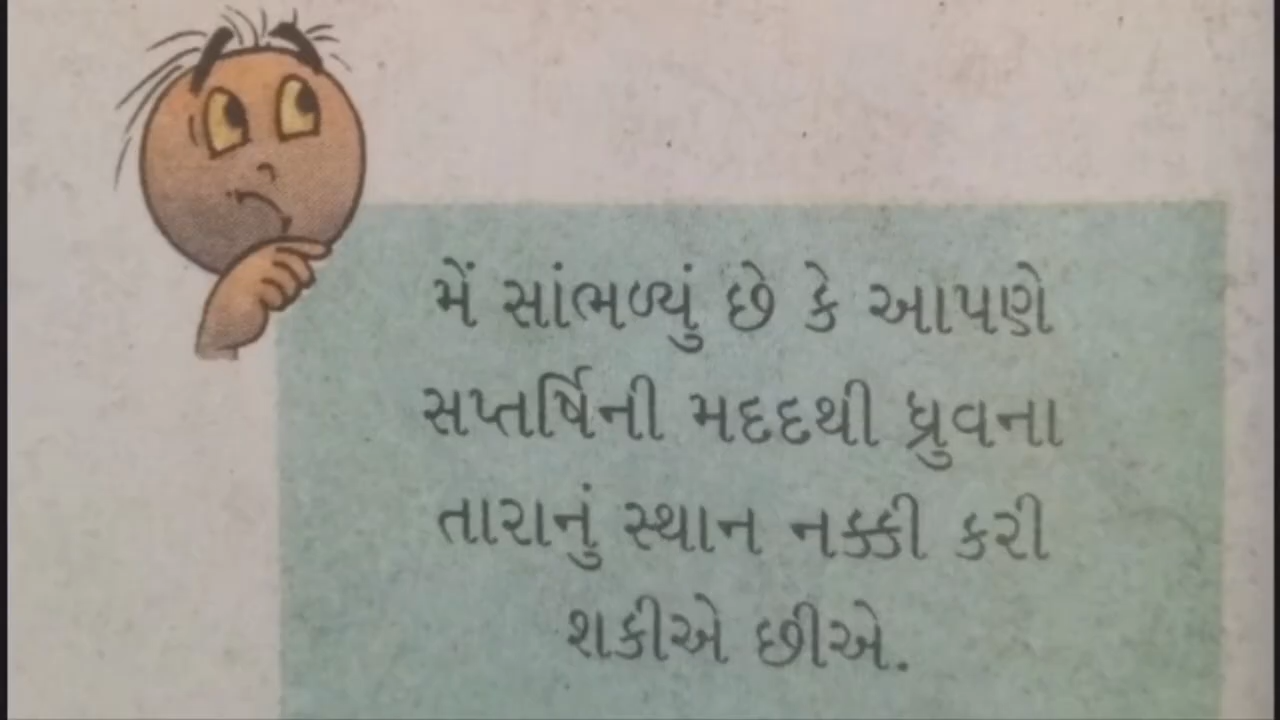 મેં સાંભળ્યું છે કે આપણે
સપ્તર્ષિની મદદથી ધ્રુવના
તારાનું સ્થાન નક્કી કરી
શકીએ છીએ.